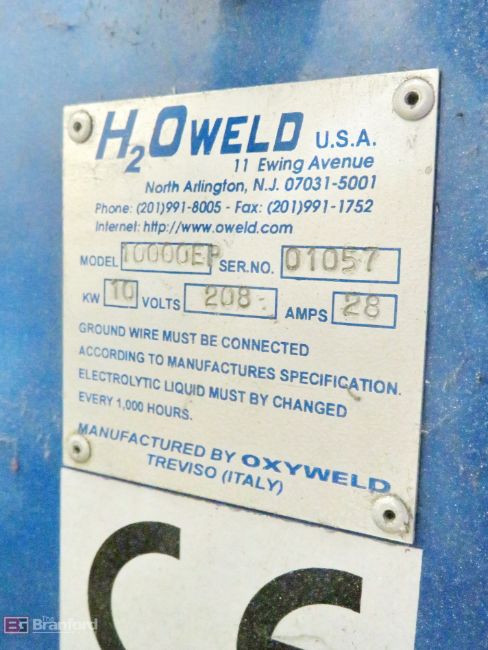 H2OWELD U.S.A.
11 Ewing Avenue
North Arlington, N.J. 07031-5001
Phone: (201)991-8005 - Fax: (201)991-1752
Internet: http://www.oweld.com
MODEL 10000EP SER.NO. 01057
KW 10 VOLTS 208 AMPS 28
GROUND WIRE MUST BE CONNECTED
ACCORDING TO MANUFACTURES SPECIFICATION.
ELECTROLYTIC LIQUID MUST BY CHANGED
EVERY 1,000 HOURS.
MANUFACTURED BY OXYWELD
TREVISO (ITALY)
CE
BG The Branford